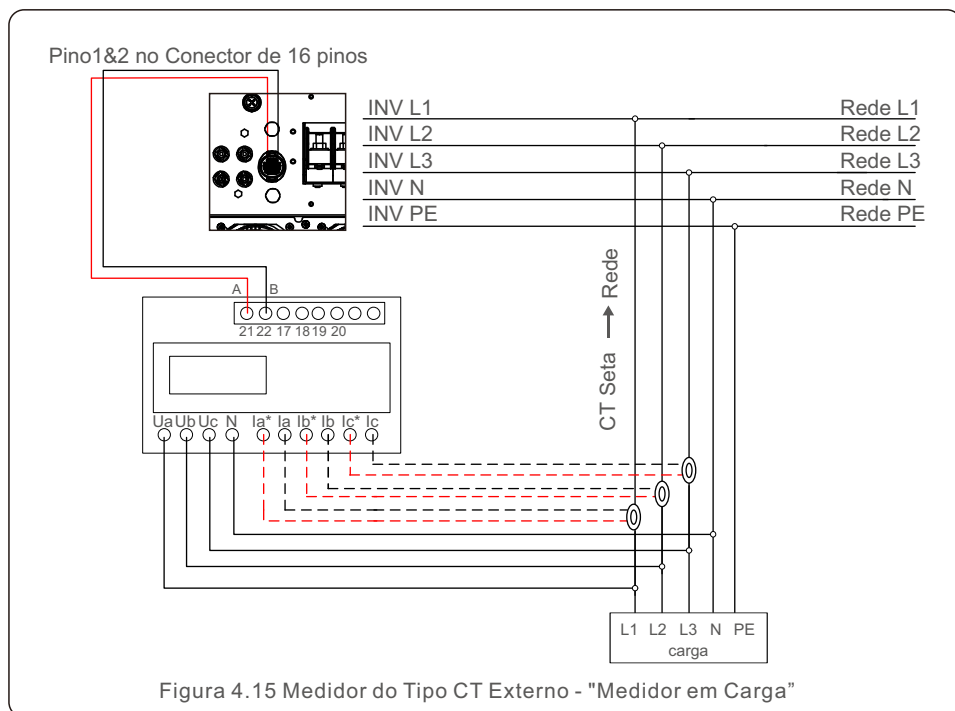 Pino1&2 no Conector de 16 pinos
INV L1
Rede L1
INV L2
Rede L2
INV L3
Rede L3
INV N
Rede N
INV PE
Rede PE
CT Seta → Rede
A B
21 22 17 18 19 20
Ua Ub Uc N Ia* Ia Ib* Ib Ic* Ic
L1 L2 L3 N PE
carga
Figura 4.15 Medidor do Tipo CT Externo - "Medidor em Carga”